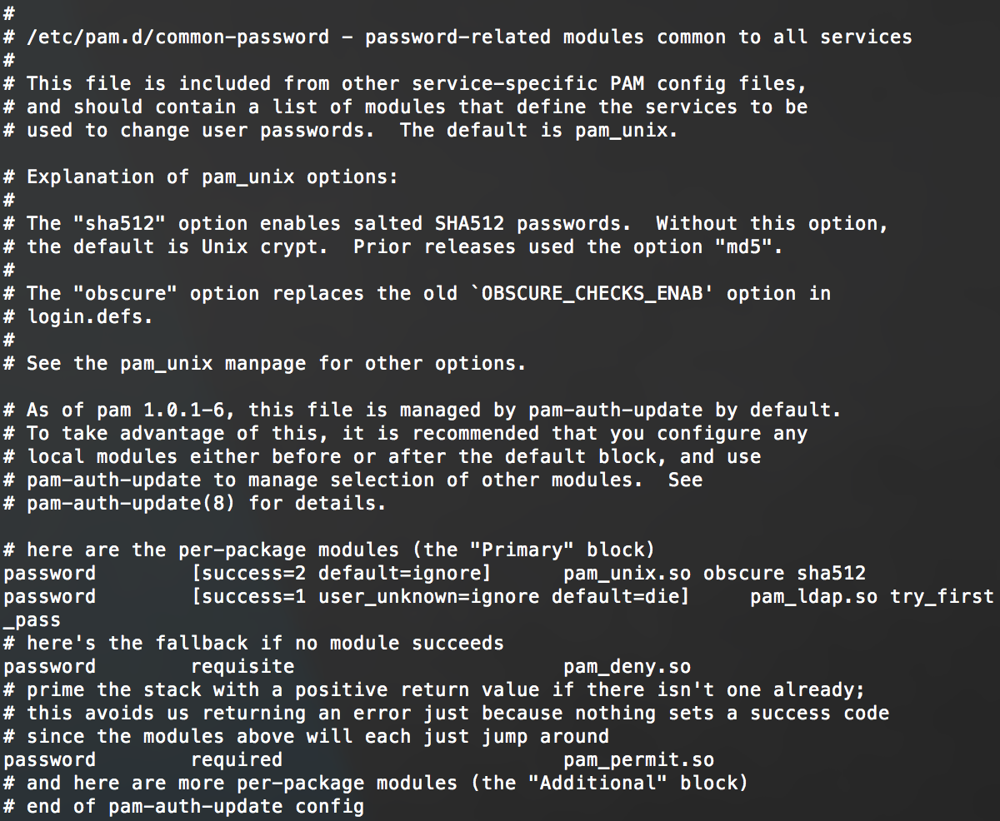 #
# /etc/pam.d/common-password - password-related modules common to all services
#
# This file is included from other service-specific PAM config files,
# and should contain a list of modules that define the services to be
# used to change user passwords.  The default is pam_unix.

# Explanation of pam_unix options:
#
# The "sha512" option enables salted SHA512 passwords.  Without this option,
# the default is Unix crypt.  Prior releases used the option "md5".
#
# The "obscure" option replaces the old `OBSCURE_CHECKS_ENAB' option in
# login.defs.
#
# See the pam_unix manpage for other options.

# As of pam 1.0.1-6, this file is managed by pam-auth-update by default.
# To take advantage of this, it is recommended that you configure any
# local modules either before or after the default block, and use
# pam-auth-update to manage selection of other modules.  See
# pam-auth-update(8) for details.

# here are the per-package modules (the "Primary" block)
password        [success=2 default=ignore]      pam_unix.so obscure sha512
password        [success=1 user_unknown=ignore default=die]     pam_ldap.so try_first
_pass
# here's the fallback if no module succeeds
password        requisite                       pam_deny.so
# prime the stack with a positive return value if there isn't one already;
# this avoids us returning an error just because nothing sets a success code
# since the modules above will each just jump around
password        required                        pam_permit.so
# and here are more per-package modules (the "Additional" block)
# end of pam-auth-update config